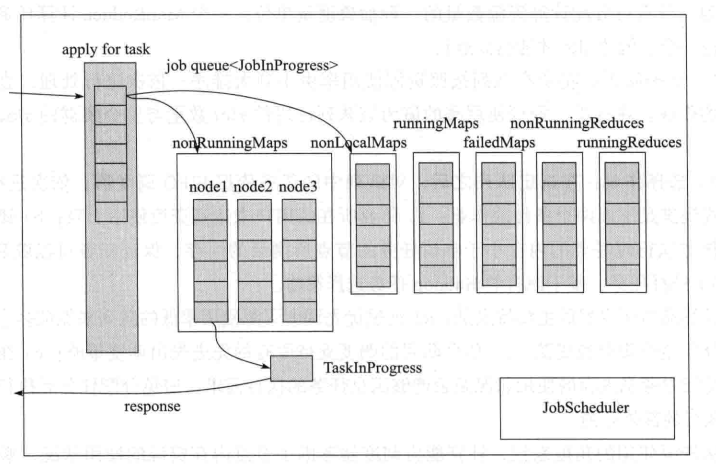 apply for task
job queue<JobInProgress>
runningMaps
nonRunningReduces
nonRunningMaps
nonLocalMaps
failedMaps
runningReduces
node1
node2
node3
TaskInProgress
response
JobScheduler